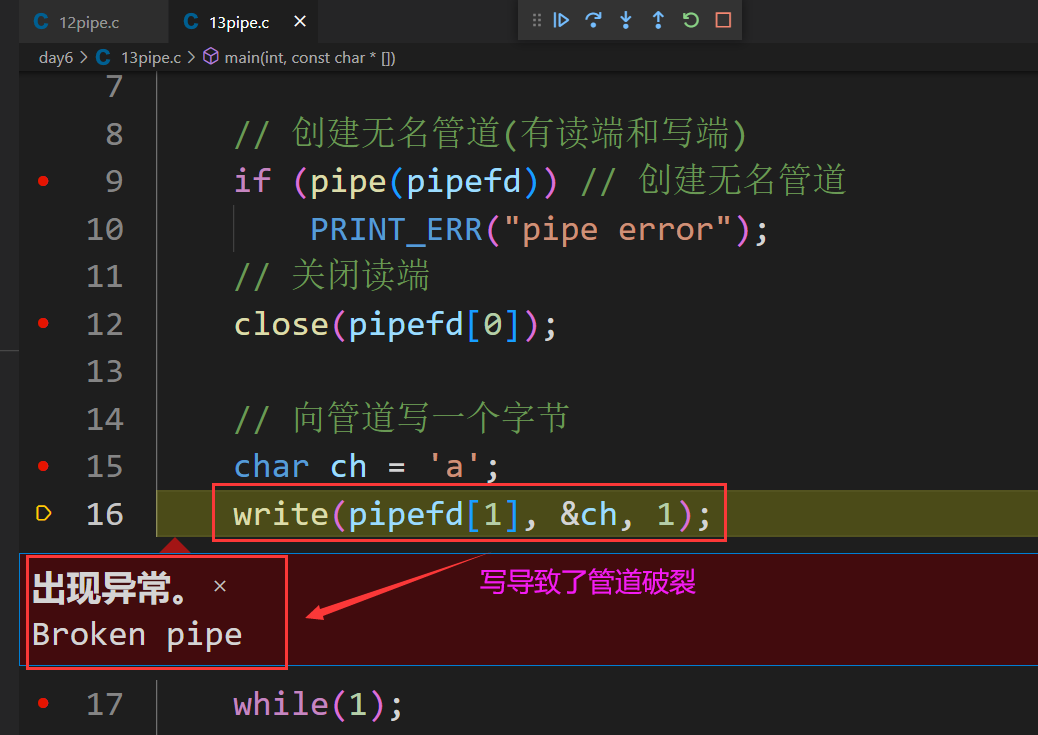 C 12pipe.c C 13pipe.c ×
day6 > C 13pipe.c > main(int, const char * [])
7
8 // 创建无名管道(有读端和写端)
9 if (pipe(pipefd)) // 创建无名管道
10 PRINT_ERR("pipe error");
11 // 关闭读端
12 close(pipefd[0]);
13
14 // 向管道写一个字节
15 char ch = 'a';
16 write(pipefd[1], &ch, 1);
出现异常。 ×
写导致了管道破裂
Broken pipe
17 while(1);